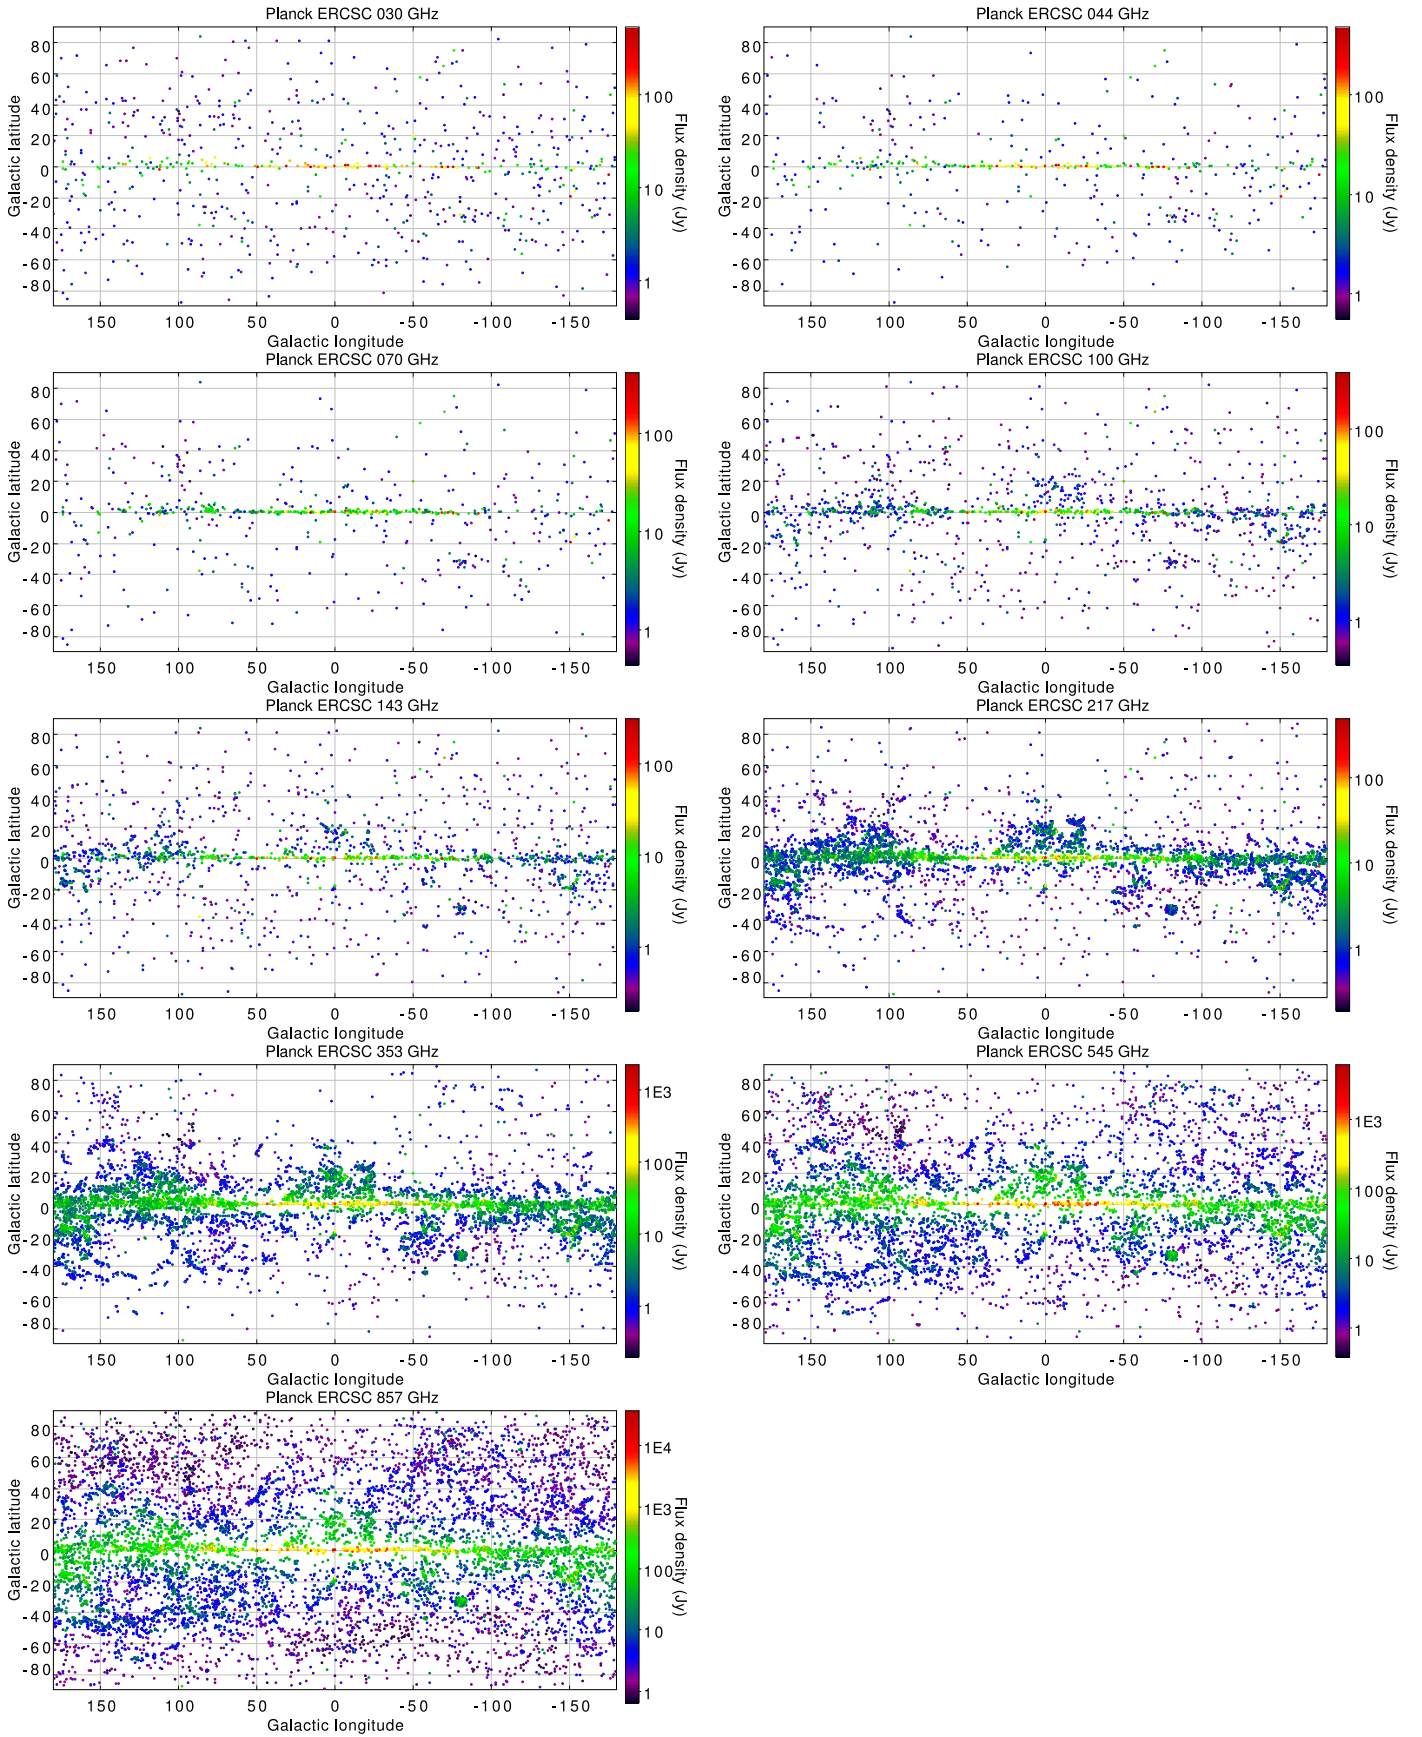 Planck ERCSC 030 GHz
Galactic latitude
80
60
40
20
0
-20
-40
-60
-80
150 100 50 0 -50 -100 -150
Galactic longitude
100
10
1
Flux density (Jy)
Planck ERCSC 044 GHz
Galactic latitude
80
60
40
20
0
-20
-40
-60
-80
150 100 50 0 -50 -100 -150
Galactic longitude
100
10
1
Flux density (Jy)
Planck ERCSC 070 GHz
Galactic latitude
80
60
40
20
0
-20
-40
-60
-80
150 100 50 0 -50 -100 -150
Galactic longitude
100
10
1
Flux density (Jy)
Planck ERCSC 100 GHz
Galactic latitude
80
60
40
20
0
-20
-40
-60
-80
150 100 50 0 -50 -100 -150
Galactic longitude
100
10
1
Flux density (Jy)
Planck ERCSC 143 GHz
Galactic latitude
80
60
40
20
0
-20
-40
-60
-80
150 100 50 0 -50 -100 -150
Galactic longitude
100
10
1
Flux density (Jy)
Planck ERCSC 217 GHz
Galactic latitude
80
60
40
20
0
-20
-40
-60
-80
150 100 50 0 -50 -100 -150
Galactic longitude
100
10
1
Flux density (Jy)
Planck ERCSC 353 GHz
Galactic latitude
80
60
40
20
0
-20
-40
-60
-80
150 100 50 0 -50 -100 -150
Galactic longitude
1E3
100
10
1
Flux density (Jy)
Planck ERCSC 545 GHz
Galactic latitude
80
60
40
20
0
-20
-40
-60
-80
150 100 50 0 -50 -100 -150
Galactic longitude
1E3
100
10
1
Flux density (Jy)
Planck ERCSC 857 GHz
Galactic latitude
80
60
40
20
0
-20
-40
-60
-80
150 100 50 0 -50 -100 -150
Galactic longitude
1E4
1E3
100
10
1
Flux density (Jy)